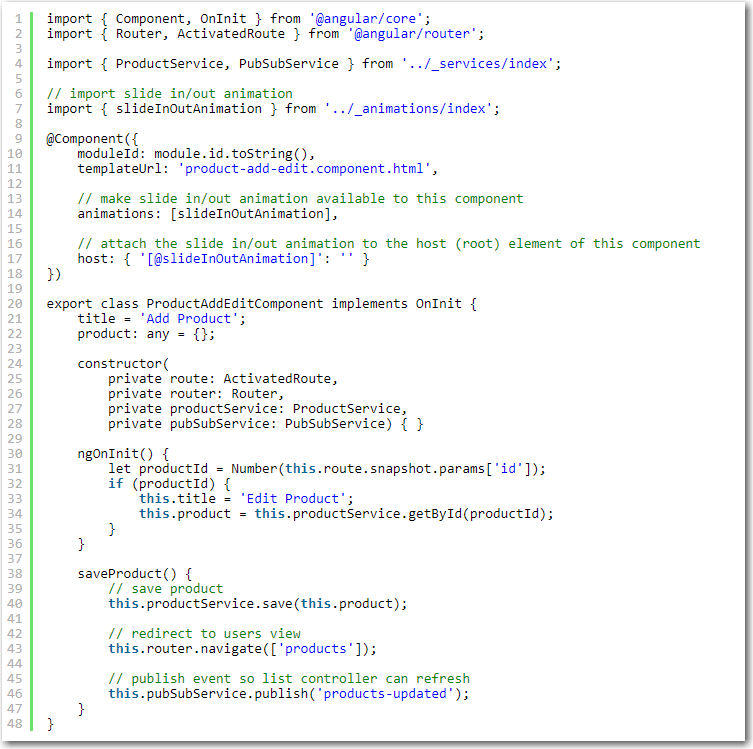 1 import { Component, OnInit } from '@angular/core';
2 import { Router, ActivatedRoute } from '@angular/router';
3
4 import { ProductService, PubSubService } from '../_services/index';
5
6 // import slide in/out animation
7 import { slideInOutAnimation } from '../_animations/index';
8
9 @Component({
10     moduleId: module.id.toString(),
11     templateUrl: 'product-add-edit.component.html',
12
13     // make slide in/out animation available to this component
14     animations: [slideInOutAnimation],
15
16     // attach the slide in/out animation to the host (root) element of this component
17     host: { '[@slideInOutAnimation]': '' }
18 })
19
20 export class ProductAddEditComponent implements OnInit {
21     title = 'Add Product';
22     product: any = {};
23
24     constructor(
25         private route: ActivatedRoute,
26         private router: Router,
27         private productService: ProductService,
28         private pubSubService: PubSubService) { }
29
30     ngOnInit() {
31         let productId = Number(this.route.snapshot.params['id']);
32         if (productId) {
33             this.title = 'Edit Product';
34             this.product = this.productService.getById(productId);
35         }
36     }
37
38     saveProduct() {
39         // save product
40         this.productService.save(this.product);
41
42         // redirect to users view
43         this.router.navigate(['products']);
44
45         // publish event so list controller can refresh
46         this.pubSubService.publish('products-updated');
47     }
48 }